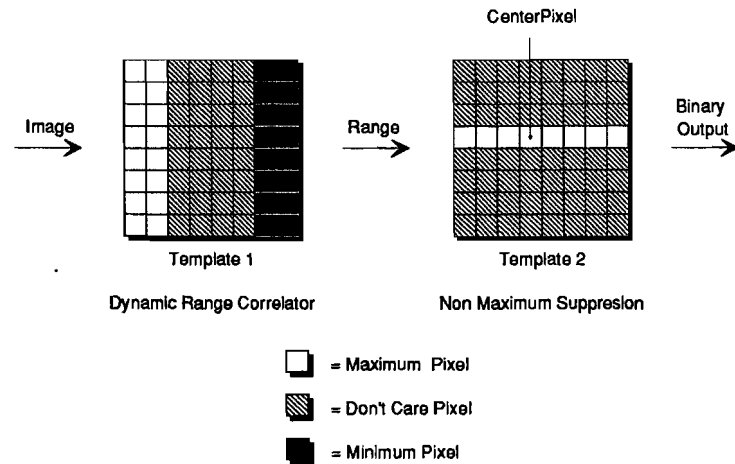 CenterPixel
Image
Range
Binary
Output
Template 1
Template 2
Dynamic Range Correlator
Non Maximum Suppresion
= Maximum Pixel
= Don't Care Pixel
= Minimum Pixel